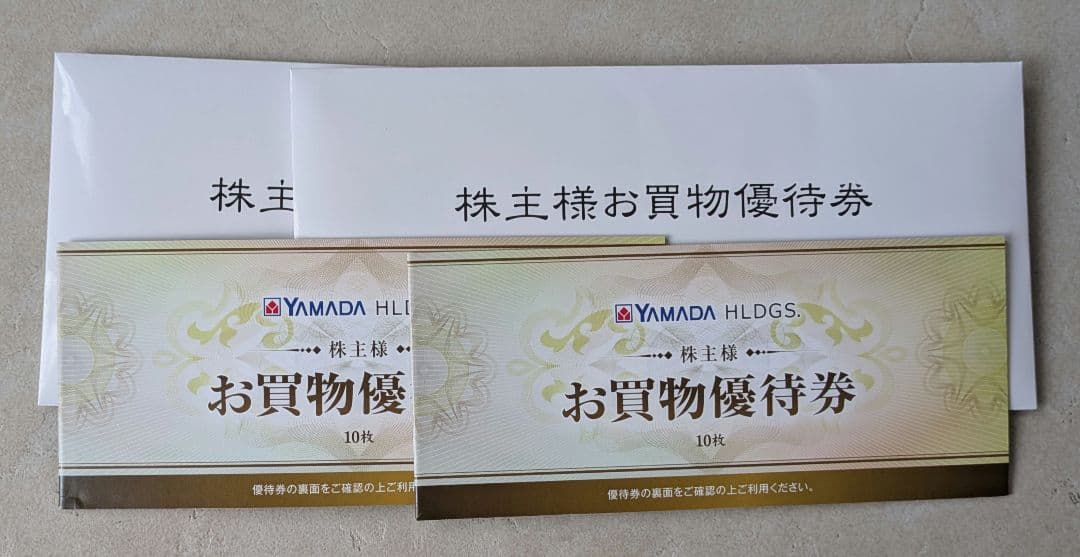 株主
株主様お買物優待券
YAMADA HLD
株主様
お買物優
10枚
優待券の裏面をご確認の上ご利
YAMADA HLDGS.
株主様
お買物優待券
10枚
優待券の裏面をご確認の上ご利用ください。